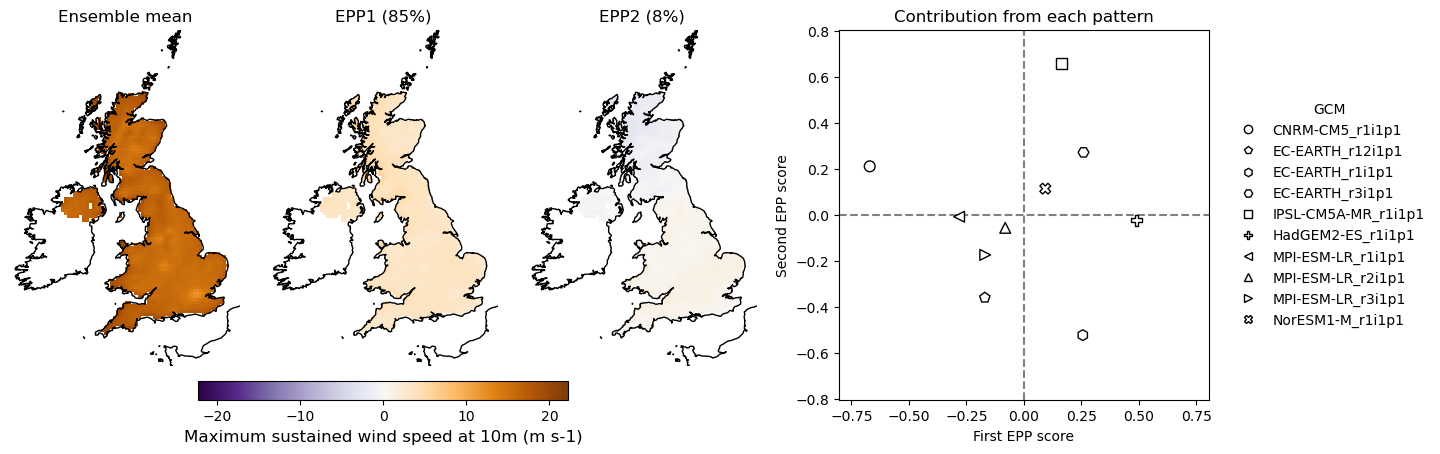 Ensemble mean
EPP1 (85%)
EPP2 (8%)
−20
−10
0
10
20
Maximum sustained wind speed at 10m (m s-1)
Contribution from each pattern
Second EPP score
0.8
0.6
0.4
0.2
0.0
−0.2
−0.4
−0.6
−0.8
−0.75
−0.50
−0.25
0.00
0.25
0.50
0.75
First EPP score
GCM
CNRM-CM5_r1i1p1
EC-EARTH_r12i1p1
EC-EARTH_r1i1p1
EC-EARTH_r3i1p1
IPSL-CM5A-MR_r1i1p1
HadGEM2-ES_r1i1p1
MPI-ESM-LR_r1i1p1
MPI-ESM-LR_r2i1p1
MPI-ESM-LR_r3i1p1
NorESM1-M_r1i1p1